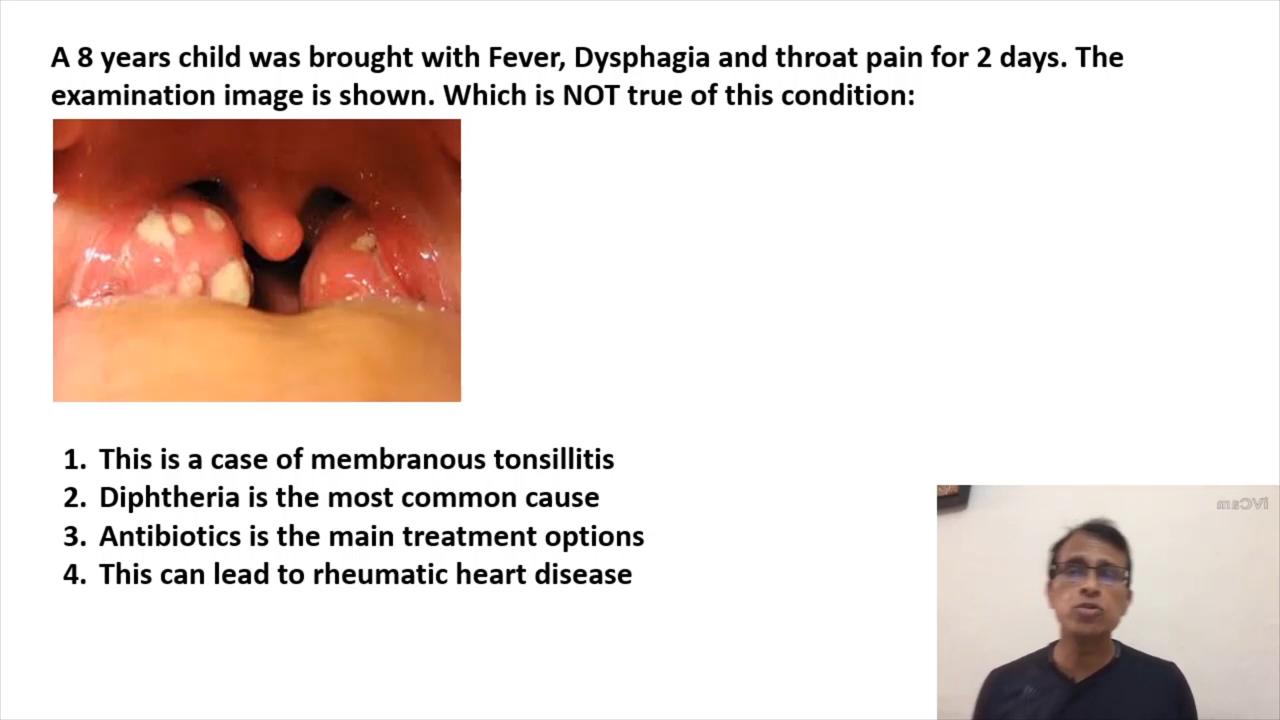 A 8 years child was brought with Fever, Dysphagia and throat pain for 2 days. The
examination image is shown. Which is NOT true of this condition:
1. This is a case of membranous tonsillitis
2. Diphtheria is the most common cause
3. Antibiotics is the main treatment options
4. This can lead to rheumatic heart disease
iVCam